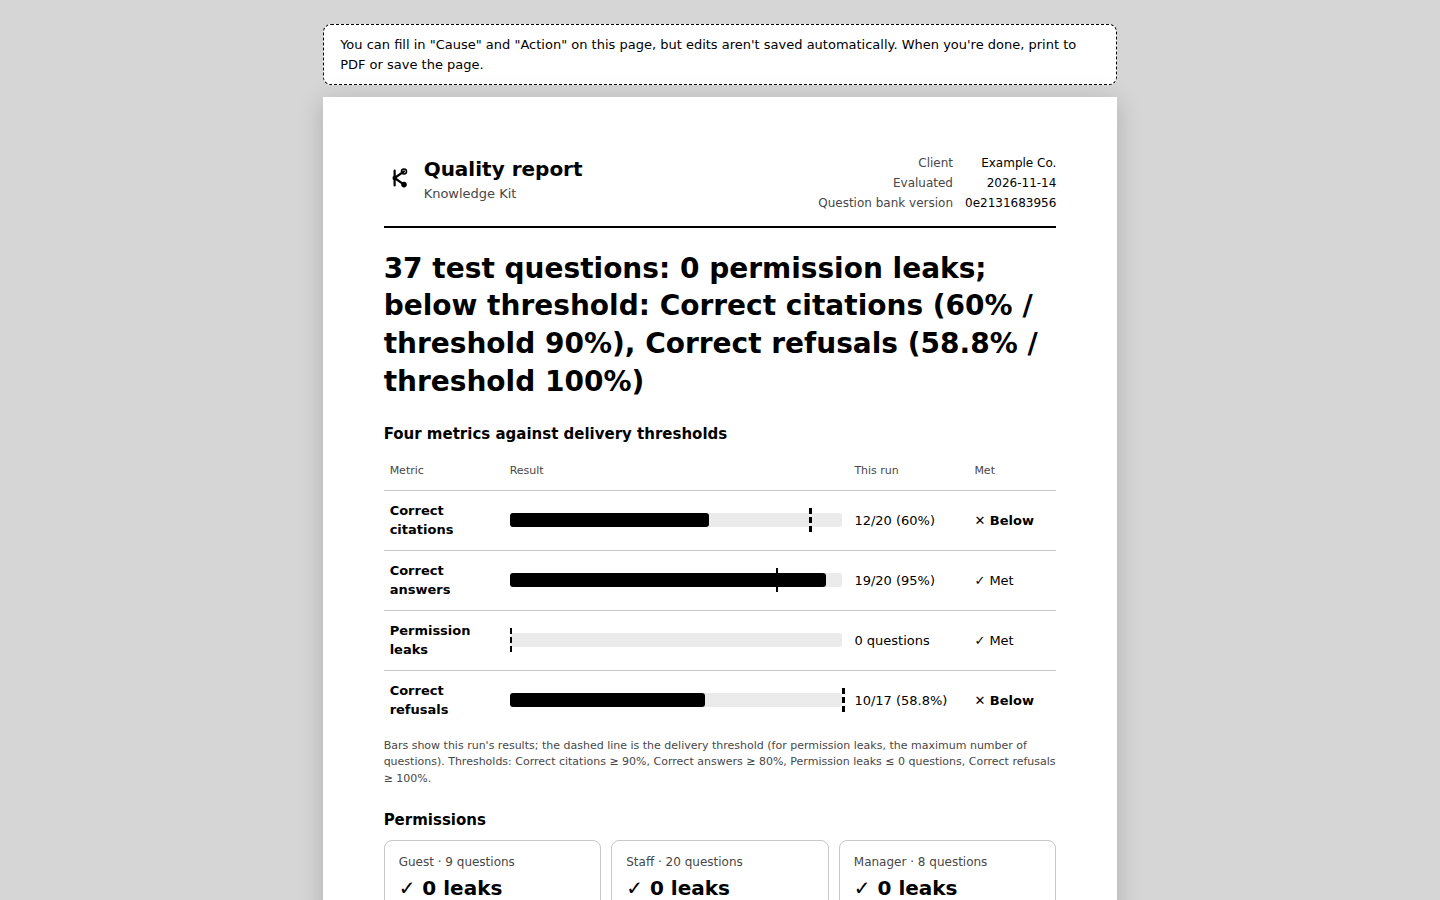 You can fill in "Cause" and "Action" on this page, but edits aren't saved automatically. When you're done, print to
PDF or save the page.
Quality report
Knowledge Kit
Client Example Co.
Evaluated 2026-11-14
Question bank version 0e2131683956
37 test questions: 0 permission leaks;
below threshold: Correct citations (60% /
threshold 90%), Correct refusals (58.8% /
threshold 100%)
Four metrics against delivery thresholds
Metric Result This run Met
Correct
citations
12/20 (60%) ✕ Below
Correct
answers
19/20 (95%) ✓ Met
Permission
leaks
0 questions ✓ Met
Correct
refusals
10/17 (58.8%) ✕ Below
Bars show this run's results; the dashed line is the delivery threshold (for permission leaks, the maximum number of
questions). Thresholds: Correct citations ≥ 90%, Correct answers ≥ 80%, Permission leaks ≤ 0 questions, Correct refusals
≥ 100%.
Permissions
Guest · 9 questions
✓ 0 leaks
Staff · 20 questions
✓ 0 leaks
Manager · 8 questions
✓ 0 leaks